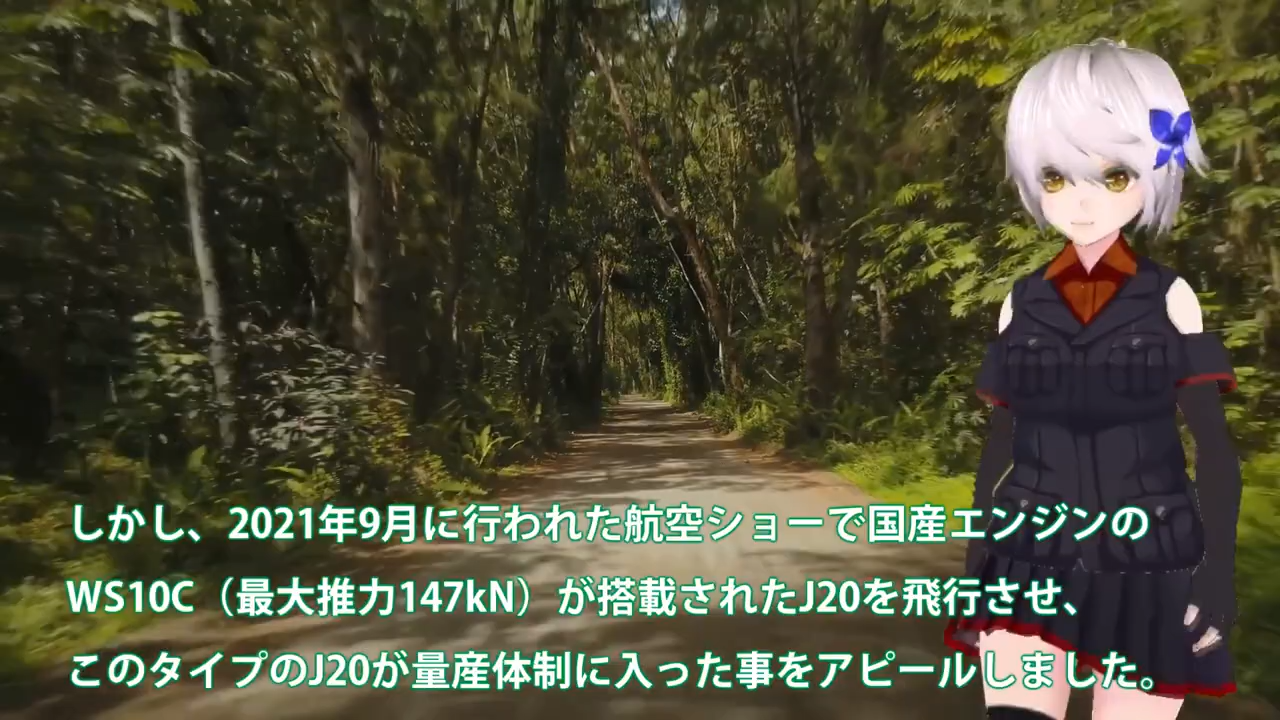 しかし、2021年9月に行われた航空ショーで国産エンジンの
WS10C（最大推力147kN）が搭載されたJ20を飛行させ、
このタイプのJ20が量産体制に入った事をアピールしました。